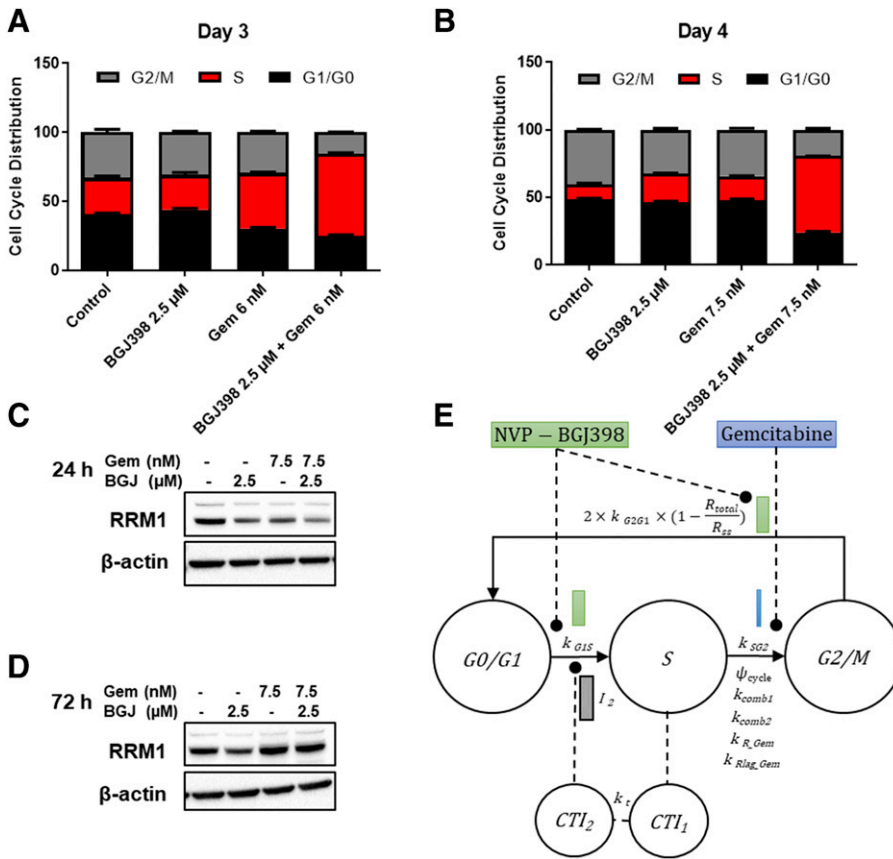 A
Day 3
Cell Cycle Distribution
150
100
50
0
G2/M
S
G1/G0
Control
BGJ398 2.5 µM
Gem 6 nM
BGJ398 2.5 µM + Gem 6 nM
B
Day 4
Cell Cycle Distribution
150
100
50
0
G2/M
S
G1/G0
Control
BGJ398 2.5 µM
Gem 7.5 nM
BGJ398 2.5 µM + Gem 7.5 nM
C
24 h
Gem (nM) - - 7.5 7.5
BGJ (µM) - 2.5 - 2.5
RRM1
β-actin
D
72 h
Gem (nM) - - 7.5 7.5
BGJ (µM) - 2.5 - 2.5
RRM1
β-actin
E
NVP – BGJ398
Gemcitabine
2 × k G2G1 × (1 − R_total / R_ss)
G0/G1
k G1S
S
k SG2
G2/M
I 2
ψ cycle
k comb1
k comb2
k R_Gem
k Rlag_Gem
CTI2
k t
CTI1